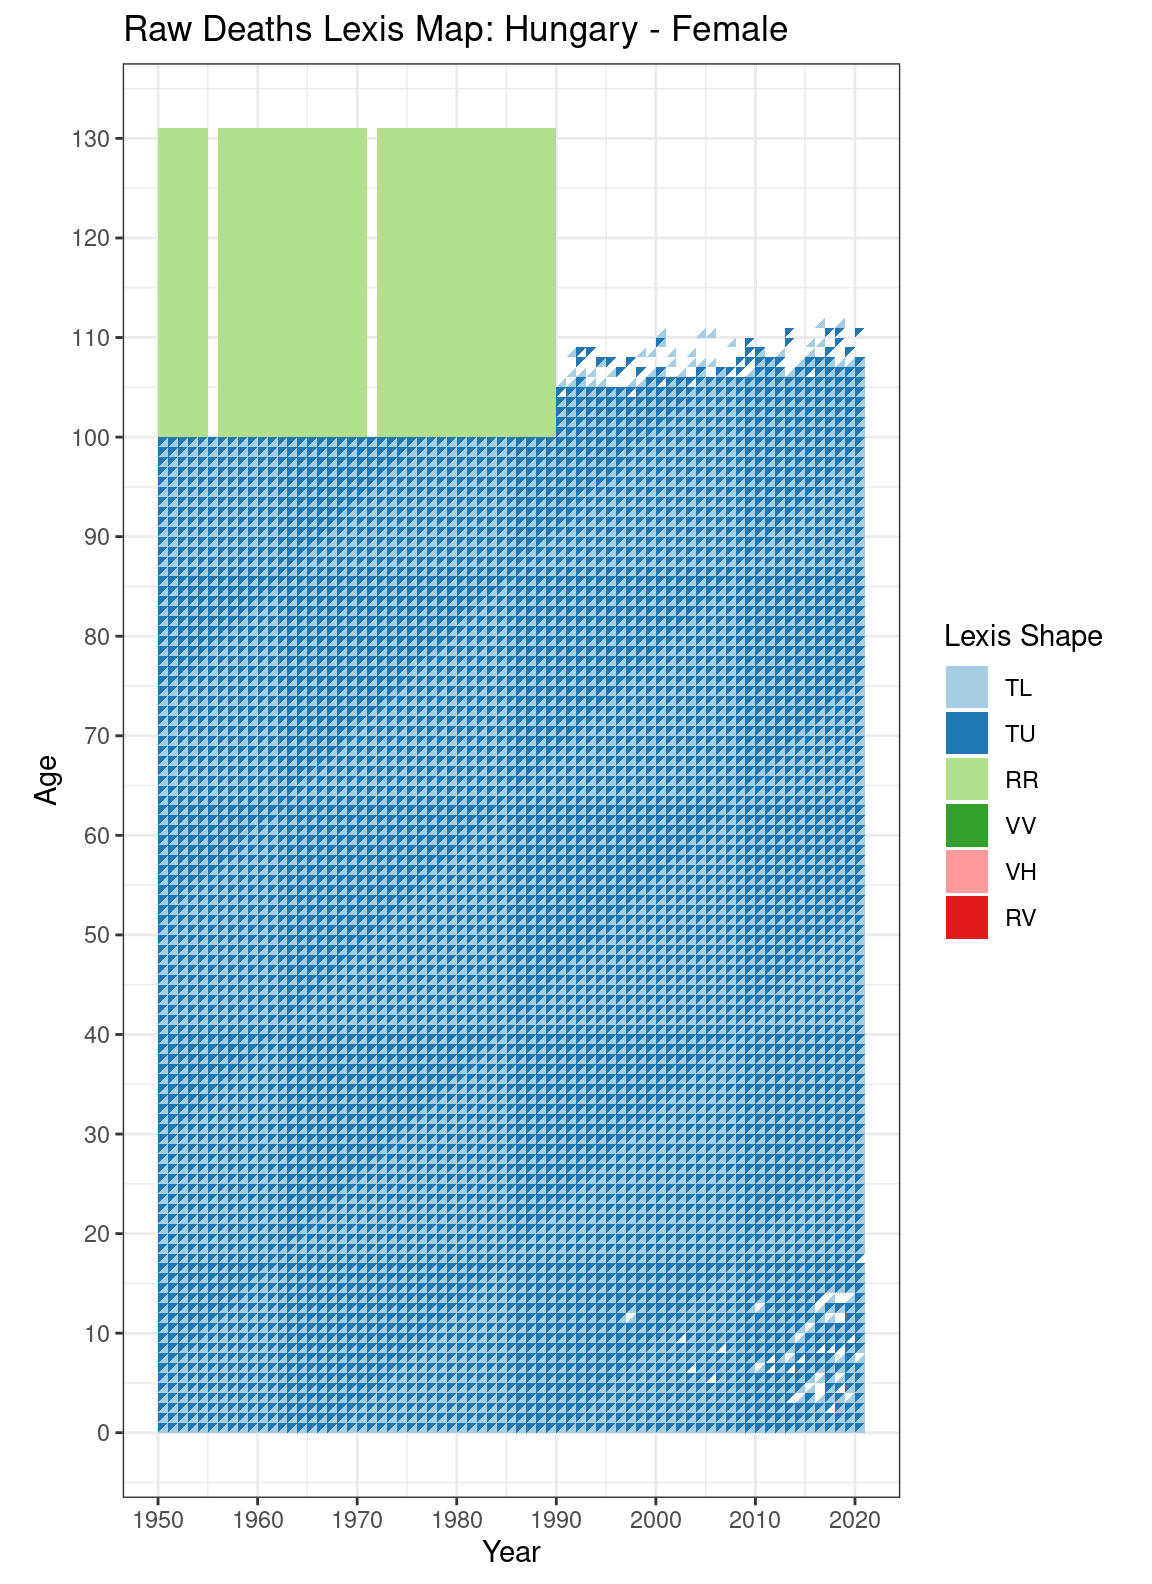 Raw Deaths Lexis Map: Hungary - Female
130
120
110
100
90
80
70
60
50
40
30
20
10
0
Age
1950 1960 1970 1980 1990 2000 2010 2020
Year
Lexis Shape
TL
TU
RR
VV
VH
RV